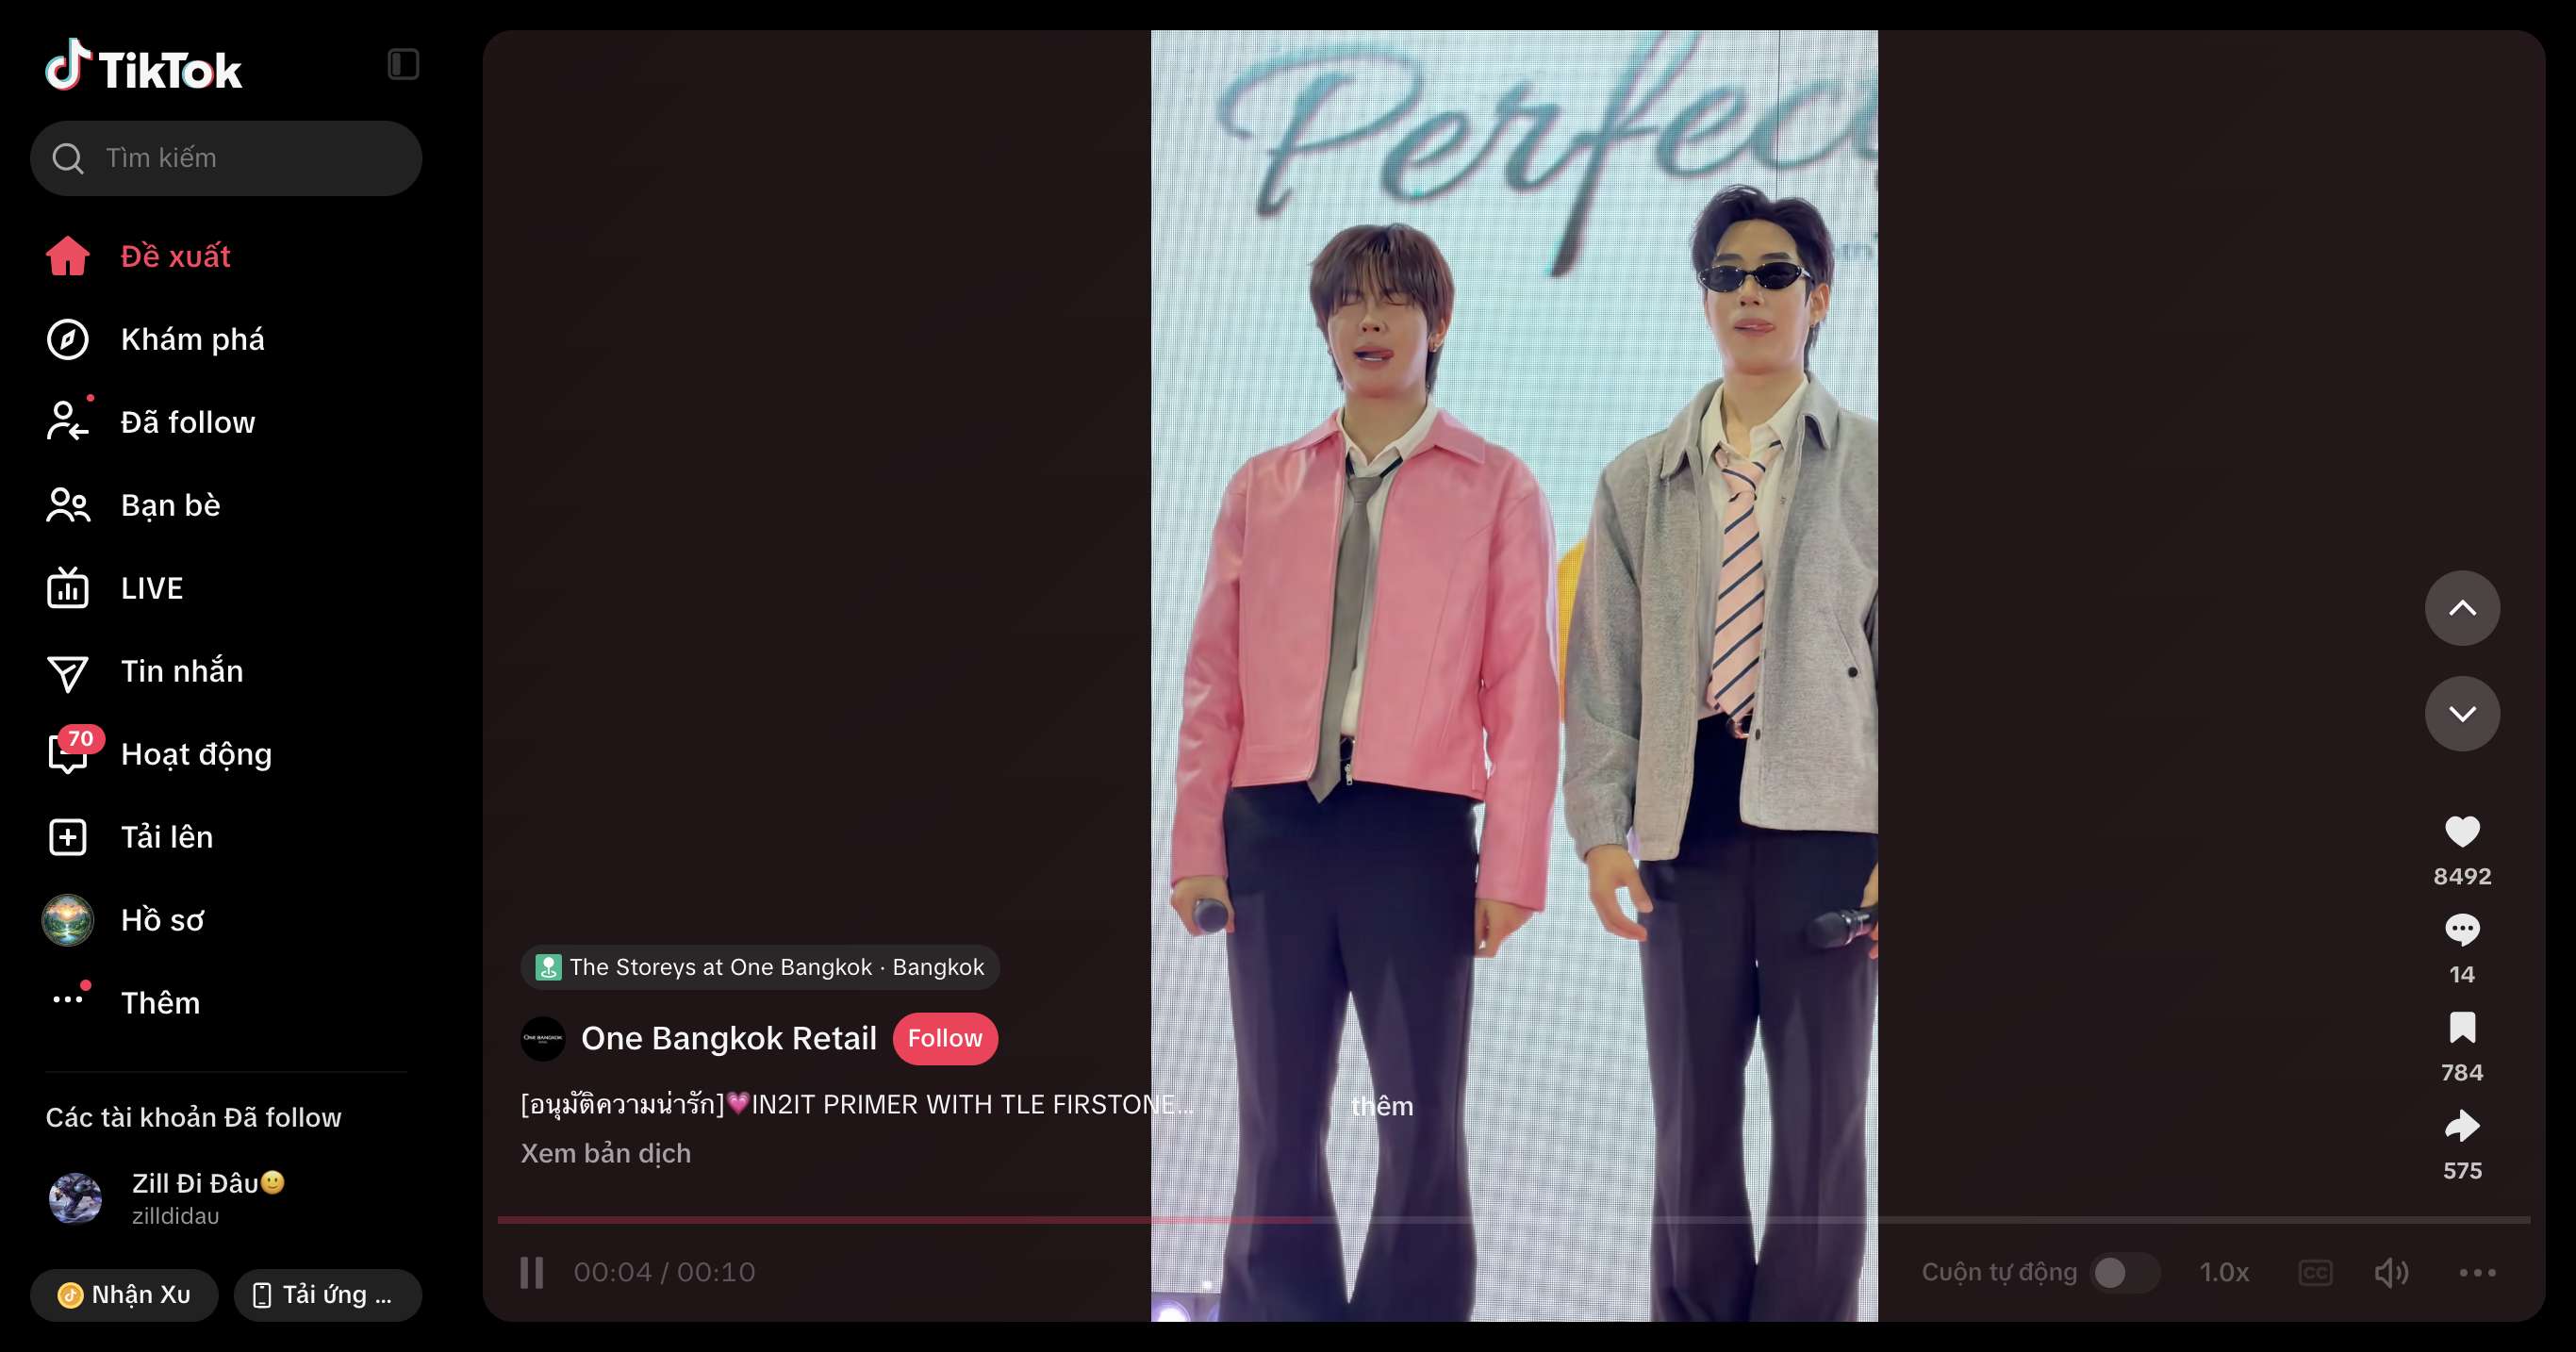 TikTok
Tìm kiếm
Đề xuất
Khám phá
Đã follow
Bạn bè
LIVE
Tin nhắn
70
Hoạt động
Tải lên
Hồ sơ
Thêm
Các tài khoản Đã follow
Zill Đi Đâu🙂
zilldidau
Nhận Xu
Tải ứng ...
Perfec
The Storeys at One Bangkok · Bangkok
ONE BANGKOK
One Bangkok Retail
Follow
[อนุมัติความน่ารัก]💗IN2IT PRIMER WITH TLE FIRSTONE...
thêm
Xem bản dịch
00:04 / 00:10
8492
14
784
575
Cuộn tự động
1.0x
CC